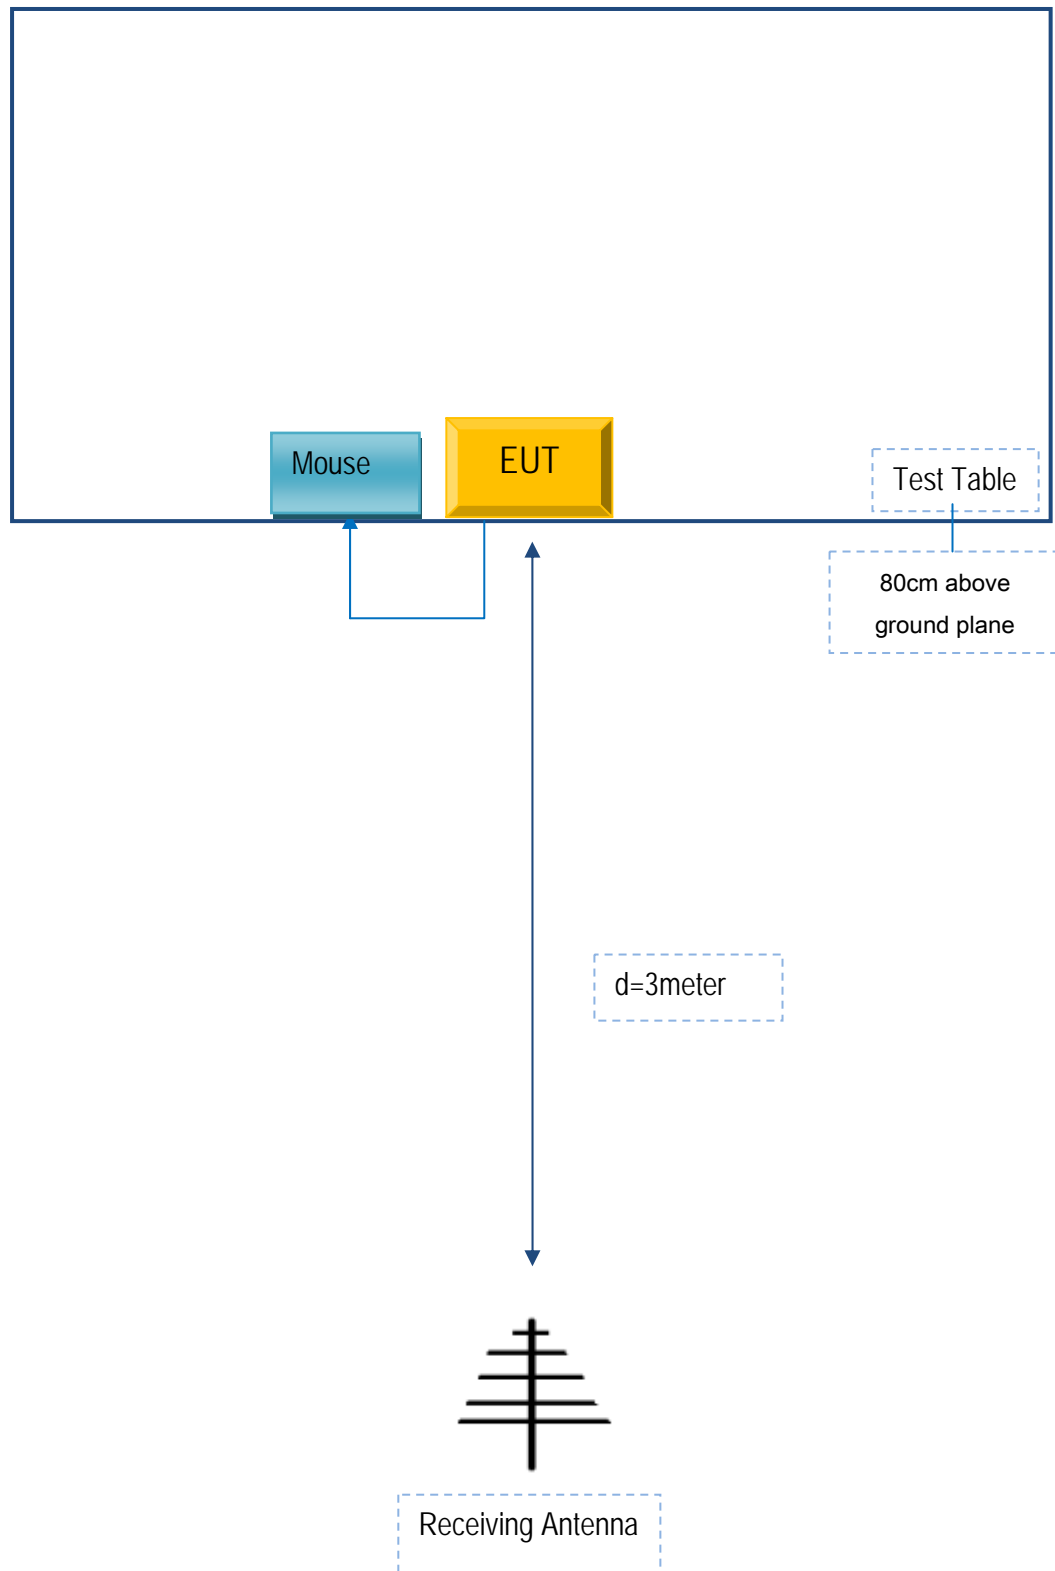 Mouse
EUT
Test Table
80cm above
ground plane
d=3meter
Receiving Antenna